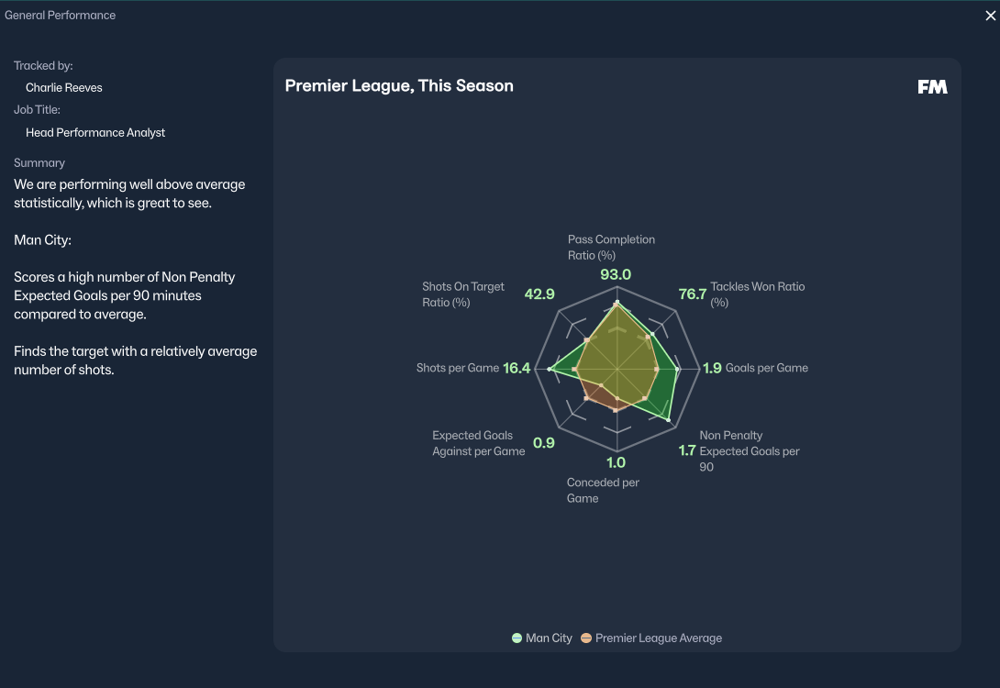 General Performance
Tracked by:
Charlie Reeves
Job Title:
Head Performance Analyst
Summary
We are performing well above average
statistically, which is great to see.
Man City:
Scores a high number of Non Penalty
Expected Goals per 90 minutes
compared to average.
Finds the target with a relatively average
number of shots.
Premier League, This Season
FM
Pass Completion
Ratio (%)
93.0
Shots On Target
Ratio (%)
42.9
76.7
Tackles Won Ratio
(%)
Shots per Game
16.4
1.9
Goals per Game
Expected Goals
Against per Game
0.9
1.7
Non Penalty
Expected Goals per
90
1.0
Conceded per
Game
Man City
Premier League Average